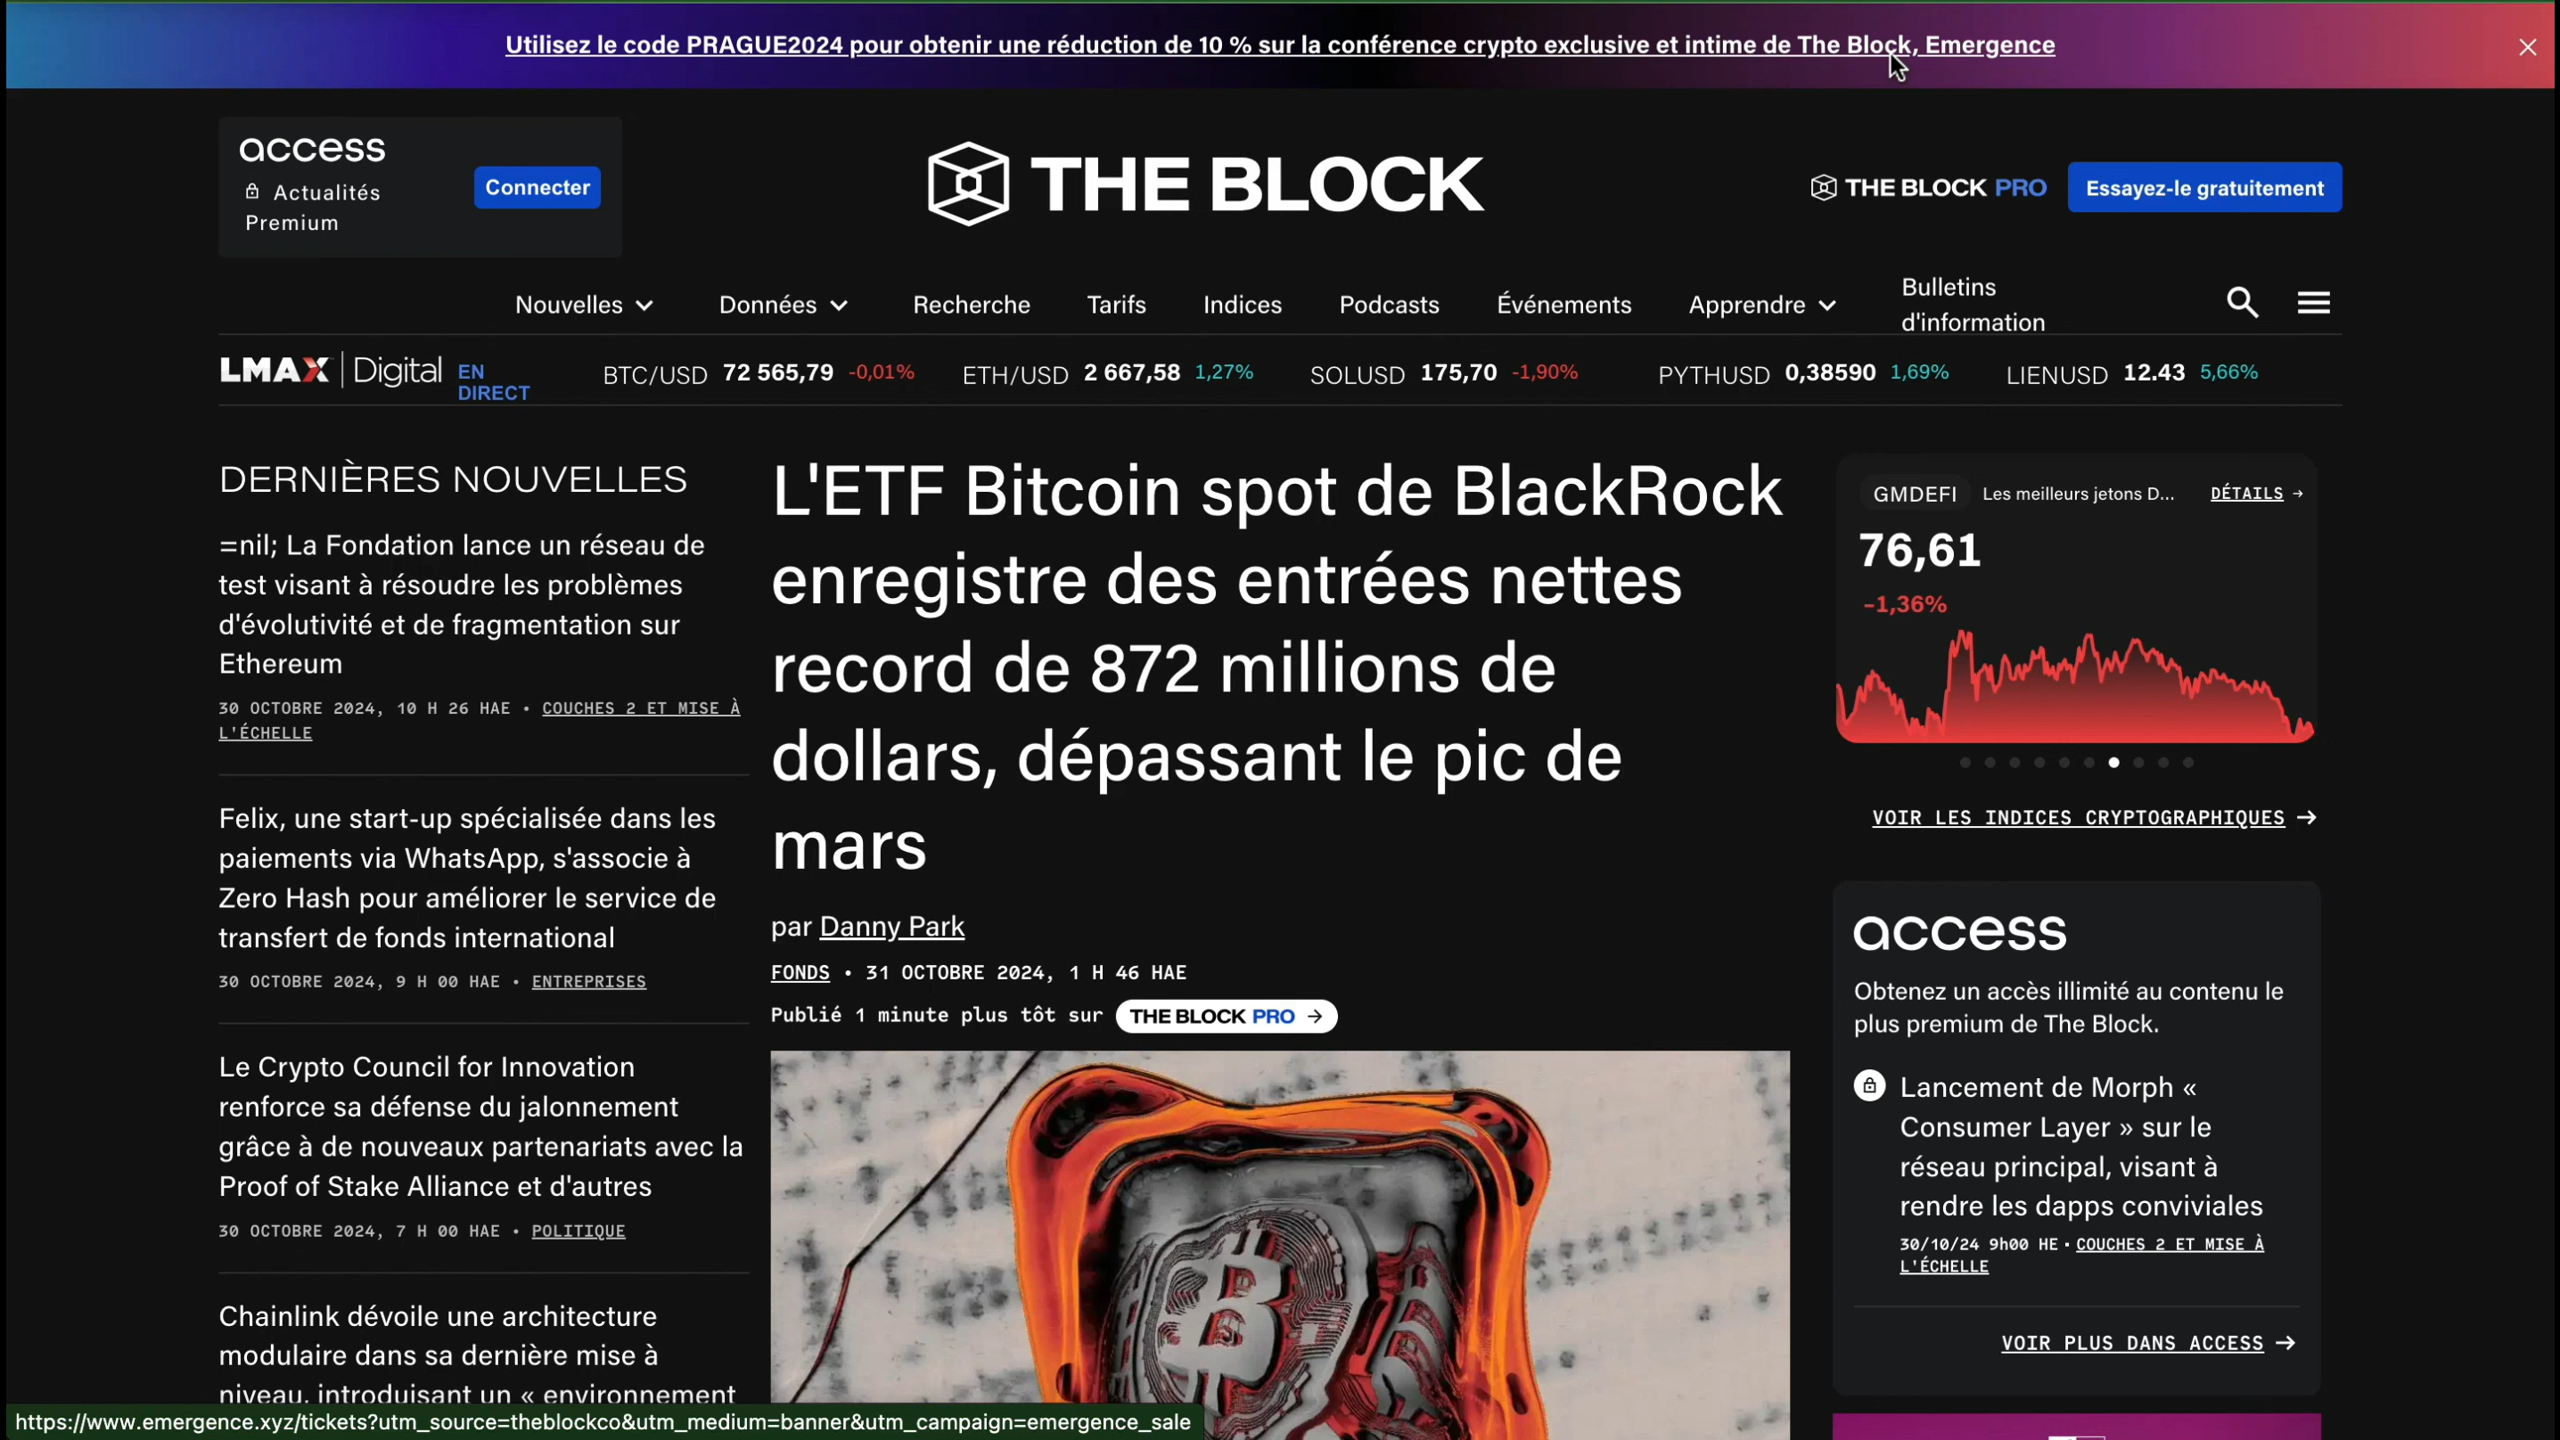 Utilisez le code PRAGUE2024 pour obtenir une réduction de 10 % sur la conférence crypto exclusive et intime de The Block, Emergence
access
Actualités
Premium
Connecter
THE BLOCK
THE BLOCK PRO
Essayez-le gratuitement
Nouvelles
Données
Recherche
Tarifs
Indices
Podcasts
Événements
Apprendre
Bulletins
d'information
LMAX Digital
EN
DIRECT
BTC/USD 72 565,79 -0,01%
ETH/USD 2 667,58 1,27%
SOLUSD 175,70 -1,90%
PYTHUSD 0,38590 1,69%
LIENUSD 12.43 5,66%
DERNIÈRES NOUVELLES
=nil; La Fondation lance un réseau de
test visant à résoudre les problèmes
d'évolutivité et de fragmentation sur
Ethereum
30 OCTOBRE 2024, 10 H 26 HAE • COUCHES 2 ET MISE À
L'ÉCHELLE
Felix, une start-up spécialisée dans les
paiements via WhatsApp, s'associe à
Zero Hash pour améliorer le service de
transfert de fonds international
30 OCTOBRE 2024, 9 H 00 HAE • ENTREPRISES
Le Crypto Council for Innovation
renforce sa défense du jalonnement
grâce à de nouveaux partenariats avec la
Proof of Stake Alliance et d'autres
30 OCTOBRE 2024, 7 H 00 HAE • POLITIQUE
Chainlink dévoile une architecture
modulaire dans sa dernière mise à
niveau, introduisant un « environnement
L'ETF Bitcoin spot de BlackRock
enregistre des entrées nettes
record de 872 millions de
dollars, dépassant le pic de
mars
par Danny Park
FONDS • 31 OCTOBRE 2024, 1 H 46 HAE
Publié 1 minute plus tôt sur THE BLOCK PRO →
GMDEFI Les meilleurs jetons D... DÉTAILS →
76,61
-1,36%
VOIR LES INDICES CRYPTOGRAPHIQUES →
access
Obtenez un accès illimité au contenu le
plus premium de The Block.
Lancement de Morph «
Consumer Layer » sur le
réseau principal, visant à
rendre les dapps conviviales
30/10/24 9h00 HE • COUCHES 2 ET MISE À
L'ÉCHELLE
VOIR PLUS DANS ACCESS →
https://www.emergence.xyz/tickets?utm_source=theblockco&utm_medium=banner&utm_campaign=emergence_sale